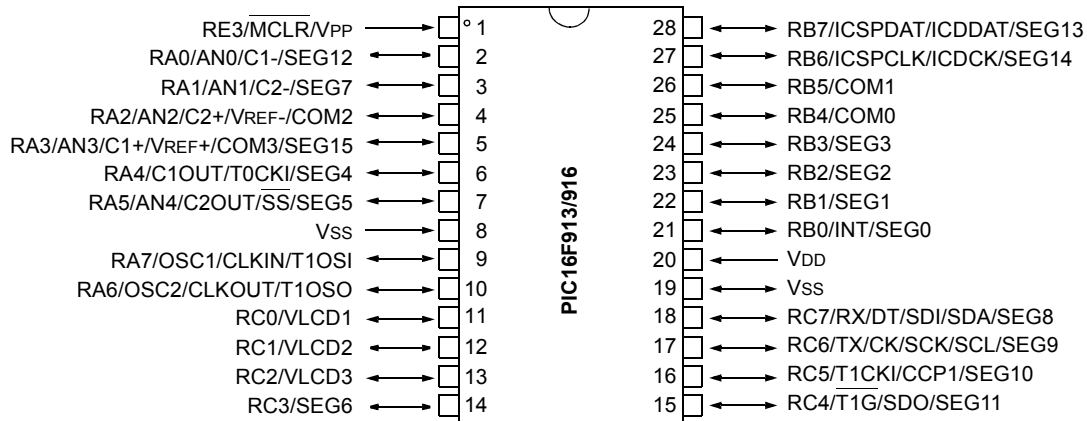 RE3/MCLR/VPP 1 28 RB7/ICSPDAT/ICDDAT/SEG13
RA0/AN0/C1-/SEG12 2 27 RB6/ICSPCLK/ICDCK/SEG14
RA1/AN1/C2-/SEG7 3 26 RB5/COM1
RA2/AN2/C2+/VREF-/COM2 4 25 RB4/COM0
RA3/AN3/C1+/VREF+/COM3/SEG15 5 24 RB3/SEG3
RA4/C1OUT/T0CKI/SEG4 6 23 RB2/SEG2
RA5/AN4/C2OUT/SS/SEG5 7 22 RB1/SEG1
VSS 8 21 RB0/INT/SEG0
RA7/OSC1/CLKIN/T1OSI 9 20 VDD
RA6/OSC2/CLKOUT/T1OSO 10 19 VSS
RC0/VLCD1 11 18 RC7/RX/DT/SDI/SDA/SEG8
RC1/VLCD2 12 17 RC6/TX/CK/SCK/SCL/SEG9
RC2/VLCD3 13 16 RC5/T1CKI/CCP1/SEG10
RC3/SEG6 14 15 RC4/T1G/SDO/SEG11
PIC16F913/916